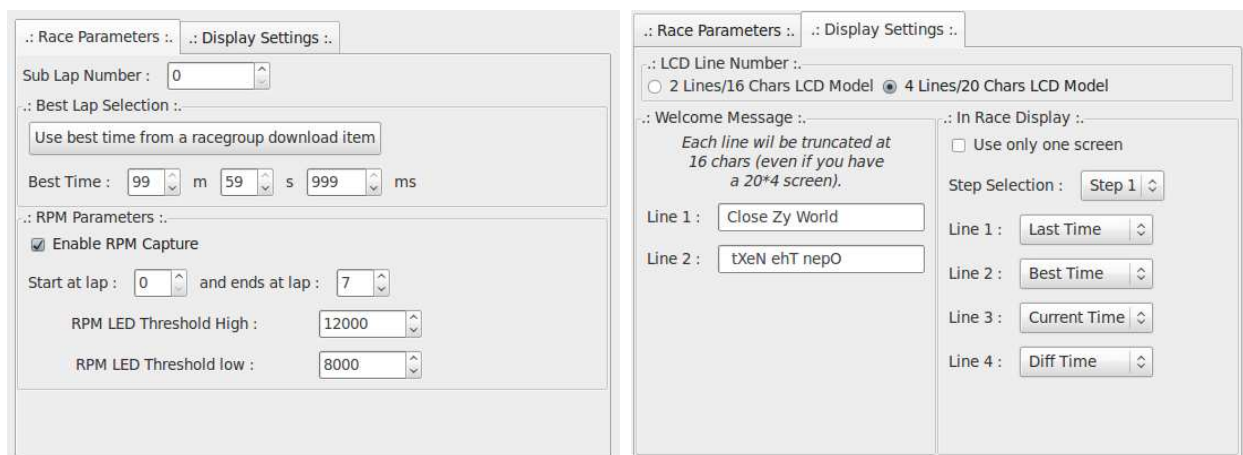 .: Race Parameters :. .: Display Settings :.
Sub Lap Number : 0
.: Best Lap Selection :.
Use best time from a racegroup download item
Best Time : 99 m 59 s 999 ms
.: RPM Parameters :.
Enable RPM Capture
Start at lap : 0 and ends at lap : 7
RPM LED Threshold High : 12000
RPM LED Threshold low : 8000
.: Race Parameters :. .: Display Settings :.
.: LCD Line Number :.
2 Lines/16 Chars LCD Model 4 Lines/20 Chars LCD Model
.: Welcome Message :.
Each line wil be truncated at
16 chars (even if you have
a 20*4 screen).
Line 1 : Close Zy World
Line 2 : tXeN ehT nepO
.: In Race Display :.
Use only one screen
Step Selection : Step 1
Line 1 : Last Time
Line 2 : Best Time
Line 3 : Current Time
Line 4 : Diff Time